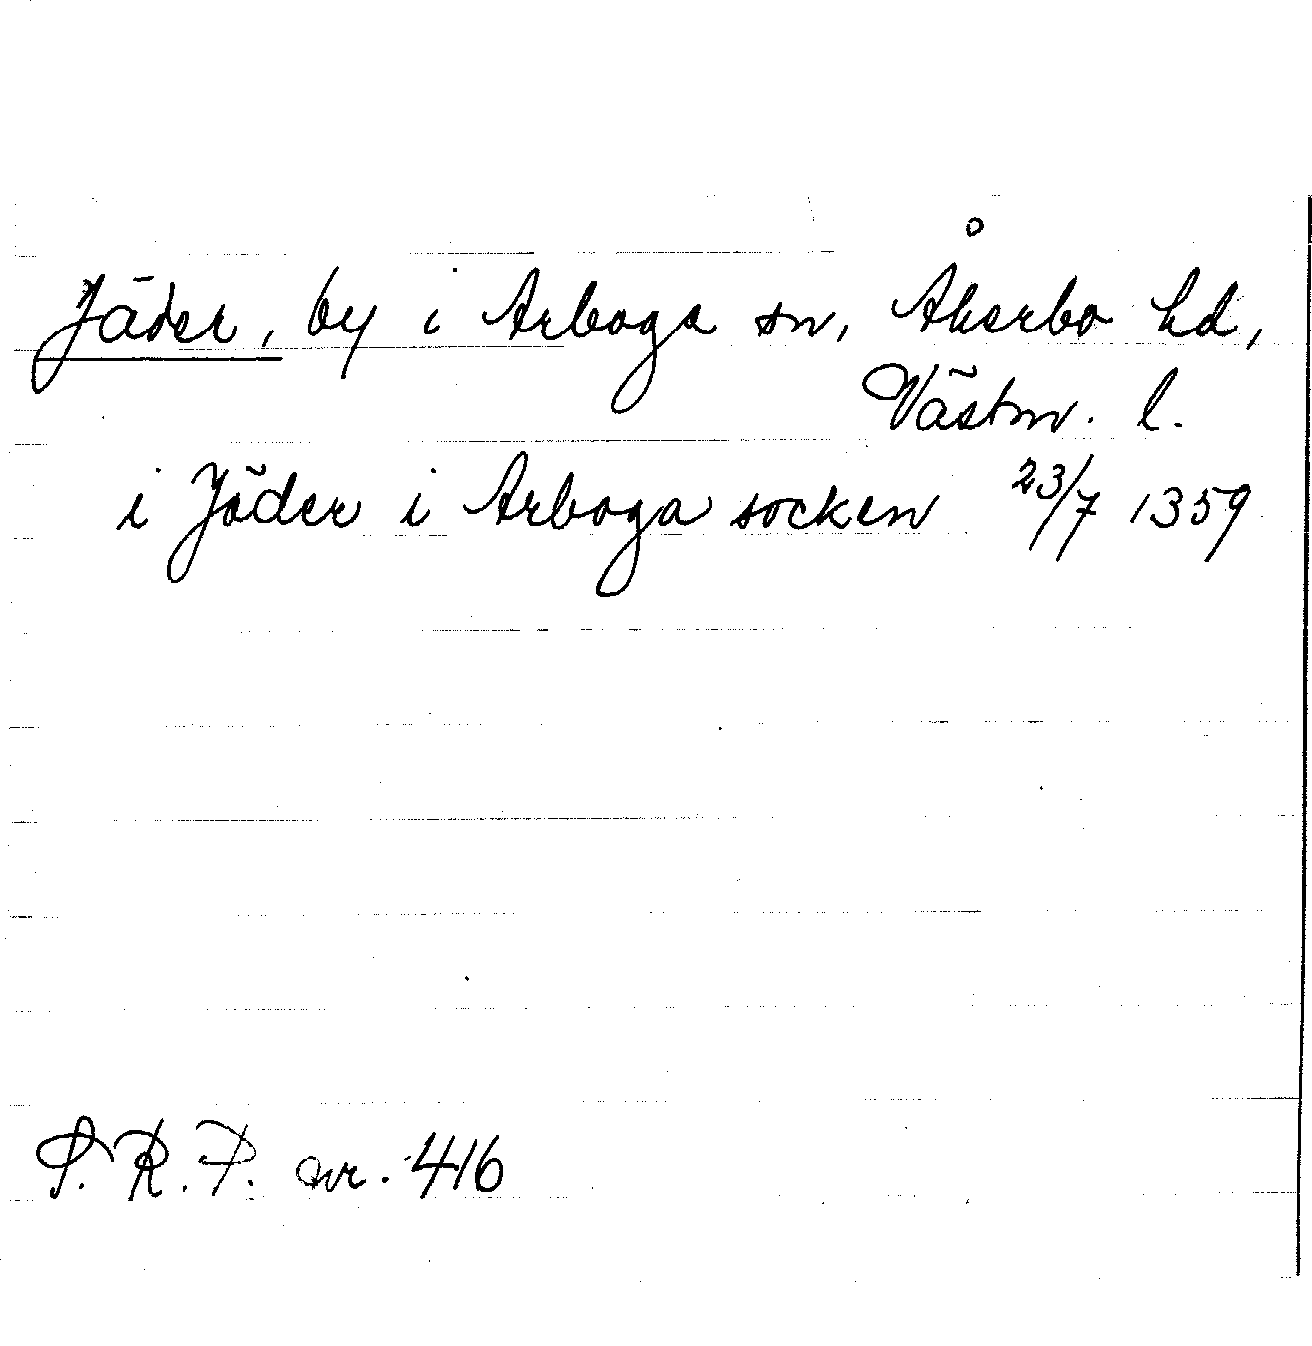 Jäder, by i Arboga sn, Åkerbo hd,
Västm. l.
i Jäder i Arboga socken 23/7 1359
S. R. P. nr. 416